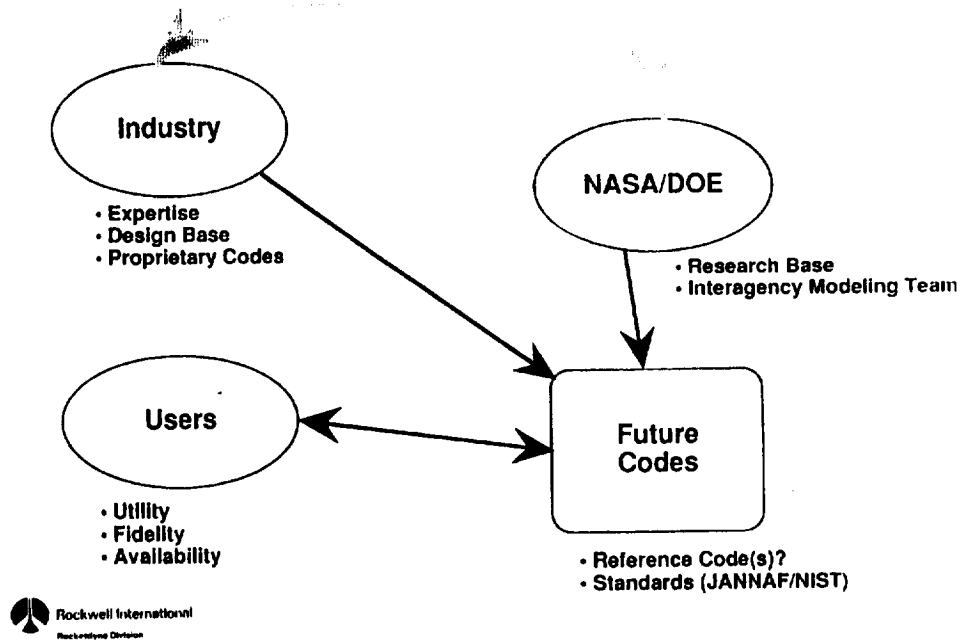 Industry
• Expertise
• Design Base
• Proprietary Codes
NASA/DOE
• Research Base
• Interagency Modeling Team
Users
• Utility
• Fidelity
• Availability
Future
Codes
• Reference Code(s)?
• Standards (JANNAF/NIST)
Rockwell International
Rocketdyne Division